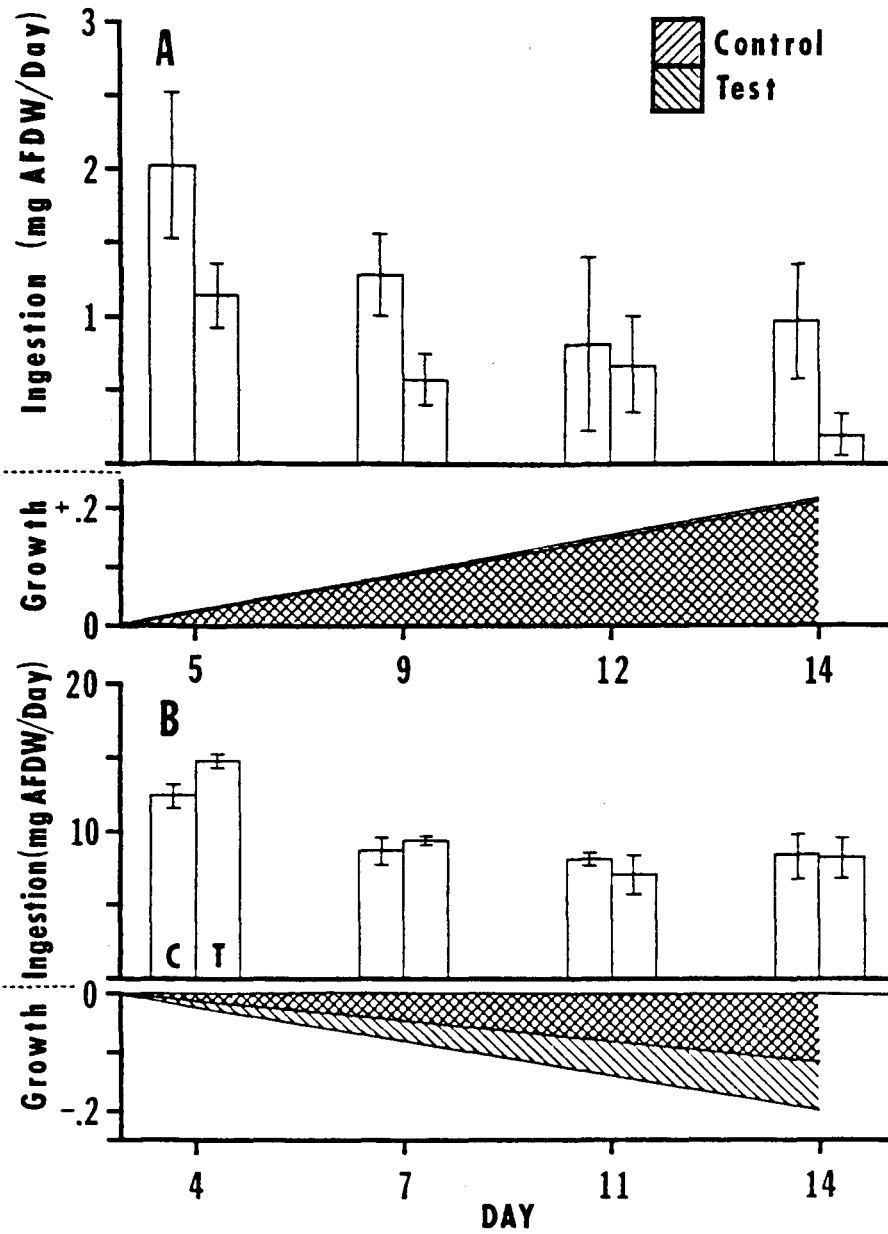 A
Control
Test
Ingestion (mg AFDW/Day)
3
2
1
Growth
+.2
0
5 9 12 14
B
Ingestion(mg AFDW/Day)
20
10
0
C T
Growth
0
-.2
4 7 11 14
DAY